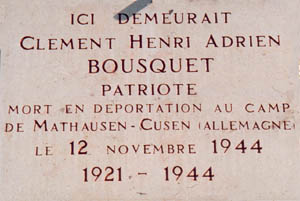 ICI DEMEURAIT
CLEMENT HENRI ADRIEN
BOUSQUET
PATRIOTE
MORT EN DEPORTATION AU CAMP
DE MATHAUSEN-CUSEN (ALLEMAGNE)
LE 12 NOVEMBRE 1944
1921 - 1944